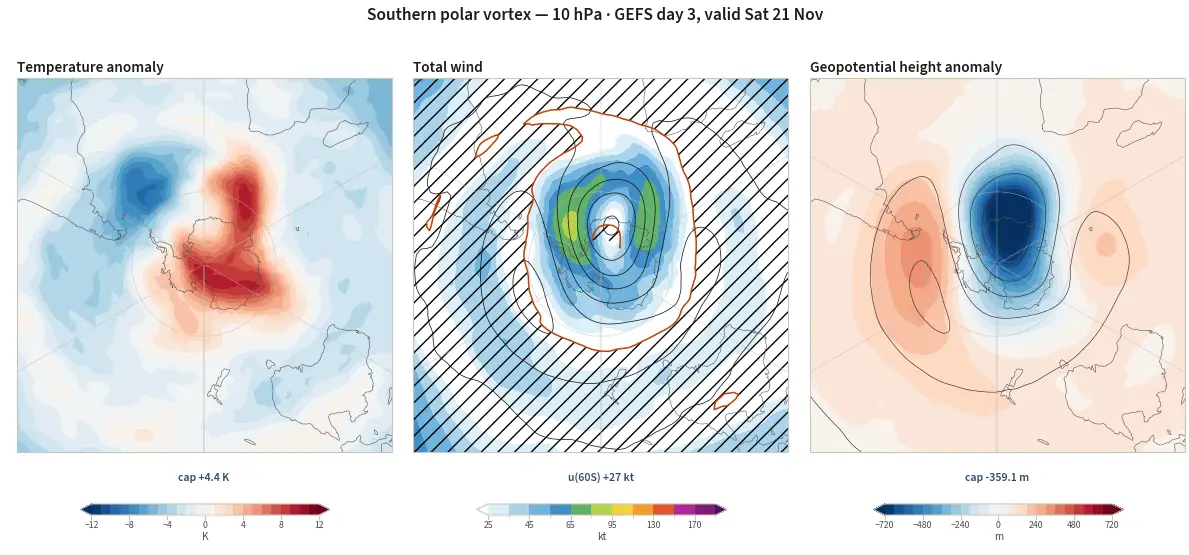 Southern polar vortex — 10 hPa · GEFS day 3, valid Sat 21 Nov
Temperature anomaly
Total wind
Geopotential height anomaly
cap +4.4 K
u(60S) +27 kt
cap -359.1 m
−12 −8 −4 0 4 8 12
K
25 45 65 95 130 170
kt
−720 −480 −240 0 240 480 720
m